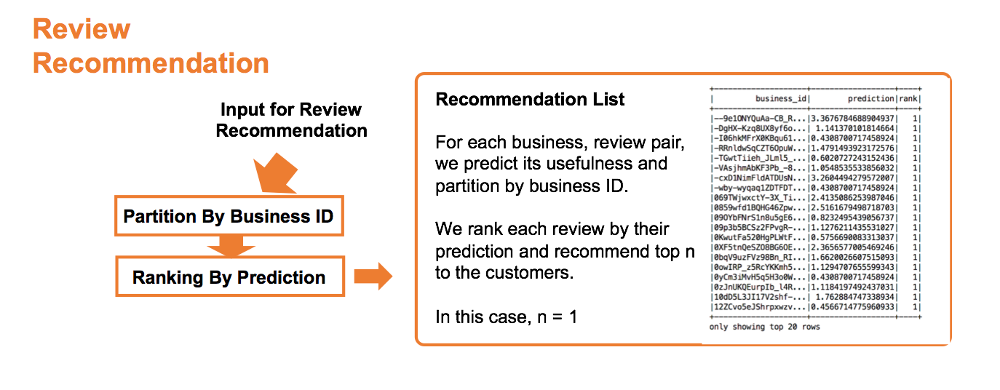 Review
Recommendation
Input for Review
Recommendation
Partition By Business ID
Ranking By Prediction
Recommendation List
For each business, review pair,
we predict its usefulness and
partition by business ID.
We rank each review by their
prediction and recommend top n
to the customers.
In this case, n = 1
+--------------------+------------------+----+
|         business_id|        prediction|rank|
+--------------------+------------------+----+
|--9e1ONYQuAa-CB_R...|3.3676784688904937|   1|
|-DgHX-Kzq8UX8yf6o...| 1.141370101814664|   1|
|-I06hkMFrX0KBqu61...|0.4308700717458924|   1|
|-RRnldwSqCZT6OpuW...|1.4791493923172576|   1|
|-TGwtTiieh_JLml5_...|0.6020727243152436|   1|
|-VAsjhmAbKF3Pb_-8...|1.0548535533856032|   1|
|-cxD1NimFldATDUsN...|3.2604494279572007|   1|
|-wby-wyqaq1ZDTFDT...|0.4308700717458924|   1|
|069TWjwxctY-3X_Ti...|2.4135086253987046|   1|
|0859wfd1BQHG46Zpw...|2.5161679498718703|   1|
|09OYbFNrS1n8u5gE6...|0.8232495439056737|   1|
|09p3b5BCSz2FPvgR-...|1.1276211435531027|   1|
|0KwutFa520HgPLWtF...|0.5756690083313037|   1|
|0XF5tnQeSZO8BG6OE...|2.3656577005469246|   1|
|0bqV9uzFVz98Bn_RI...|1.6620026607515093|   1|
|0owIRP_z5RcYKKmh5...|1.1294707655599343|   1|
|0yCm3iMvH5q5H3o0W...|0.4308700717458924|   1|
|0zJnUKQEurpIb_l4R...|1.1184197492437031|   1|
|10dD5L3JI17V2shf-...| 1.762884747338934|   1|
|12ZCvo5eJShrpxwzv...|0.4566714775960933|   1|
+--------------------+------------------+----+
only showing top 20 rows